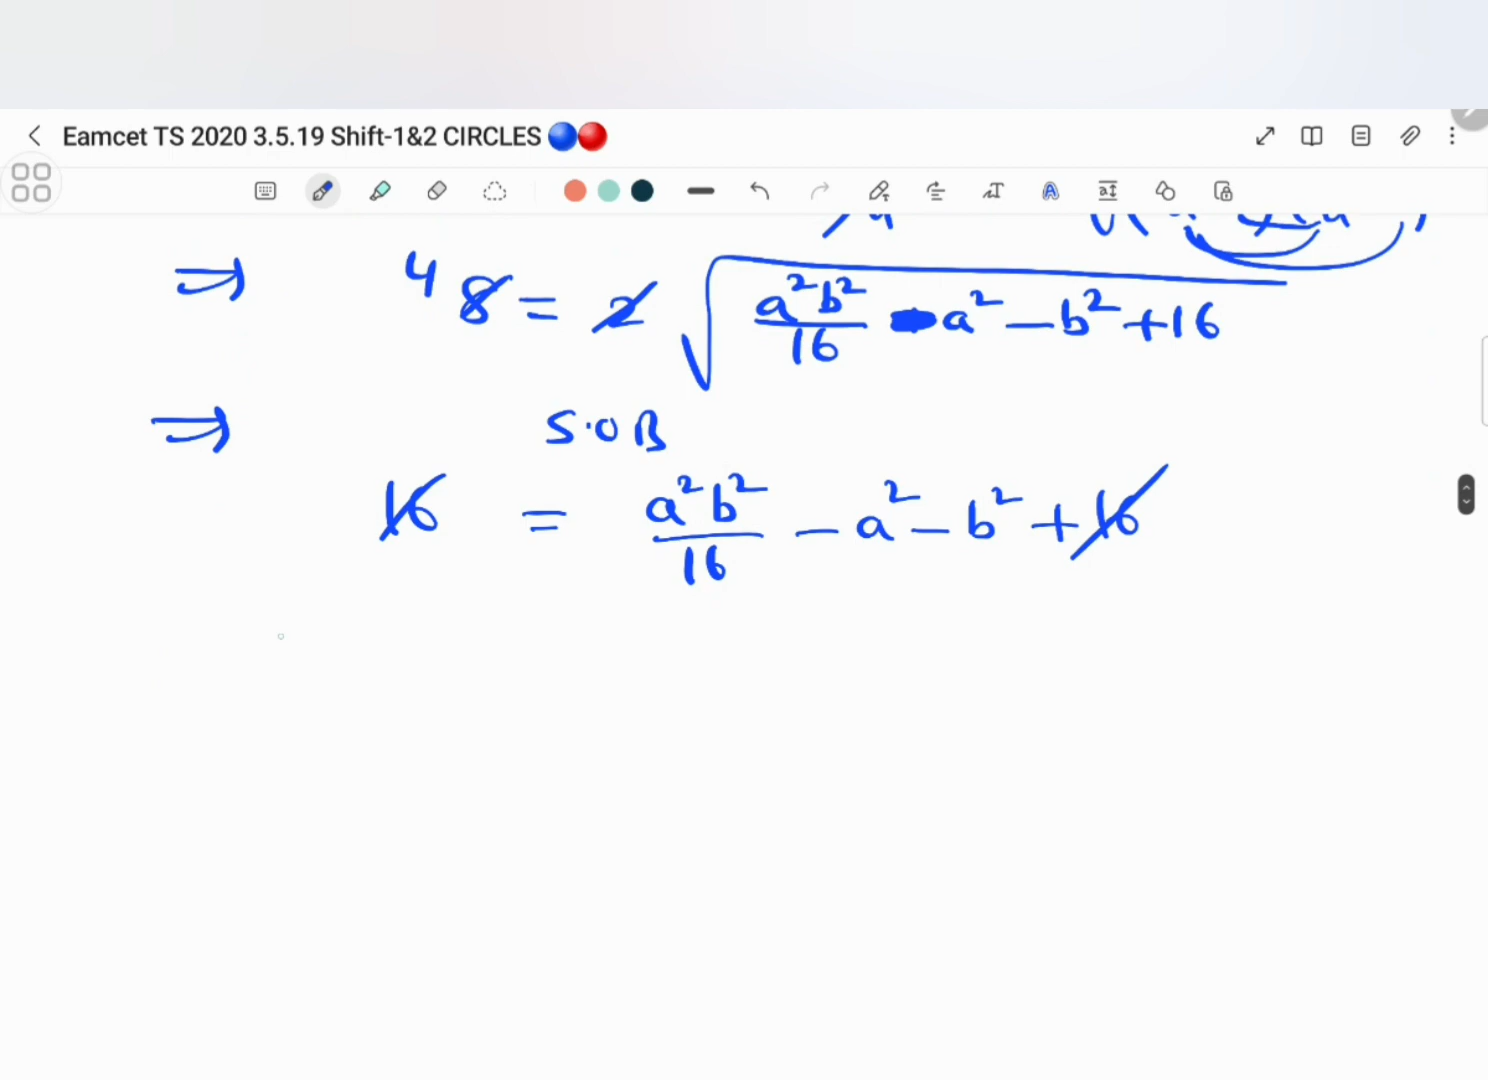 Eamcet TS 2020 3.5.19 Shift-1&2 CIRCLES
⇒ 4 8 = 2 √(a²b²/16 - a² - b² + 16)
⇒ S.O.B
16 = a²b²/16 - a² - b² + 16